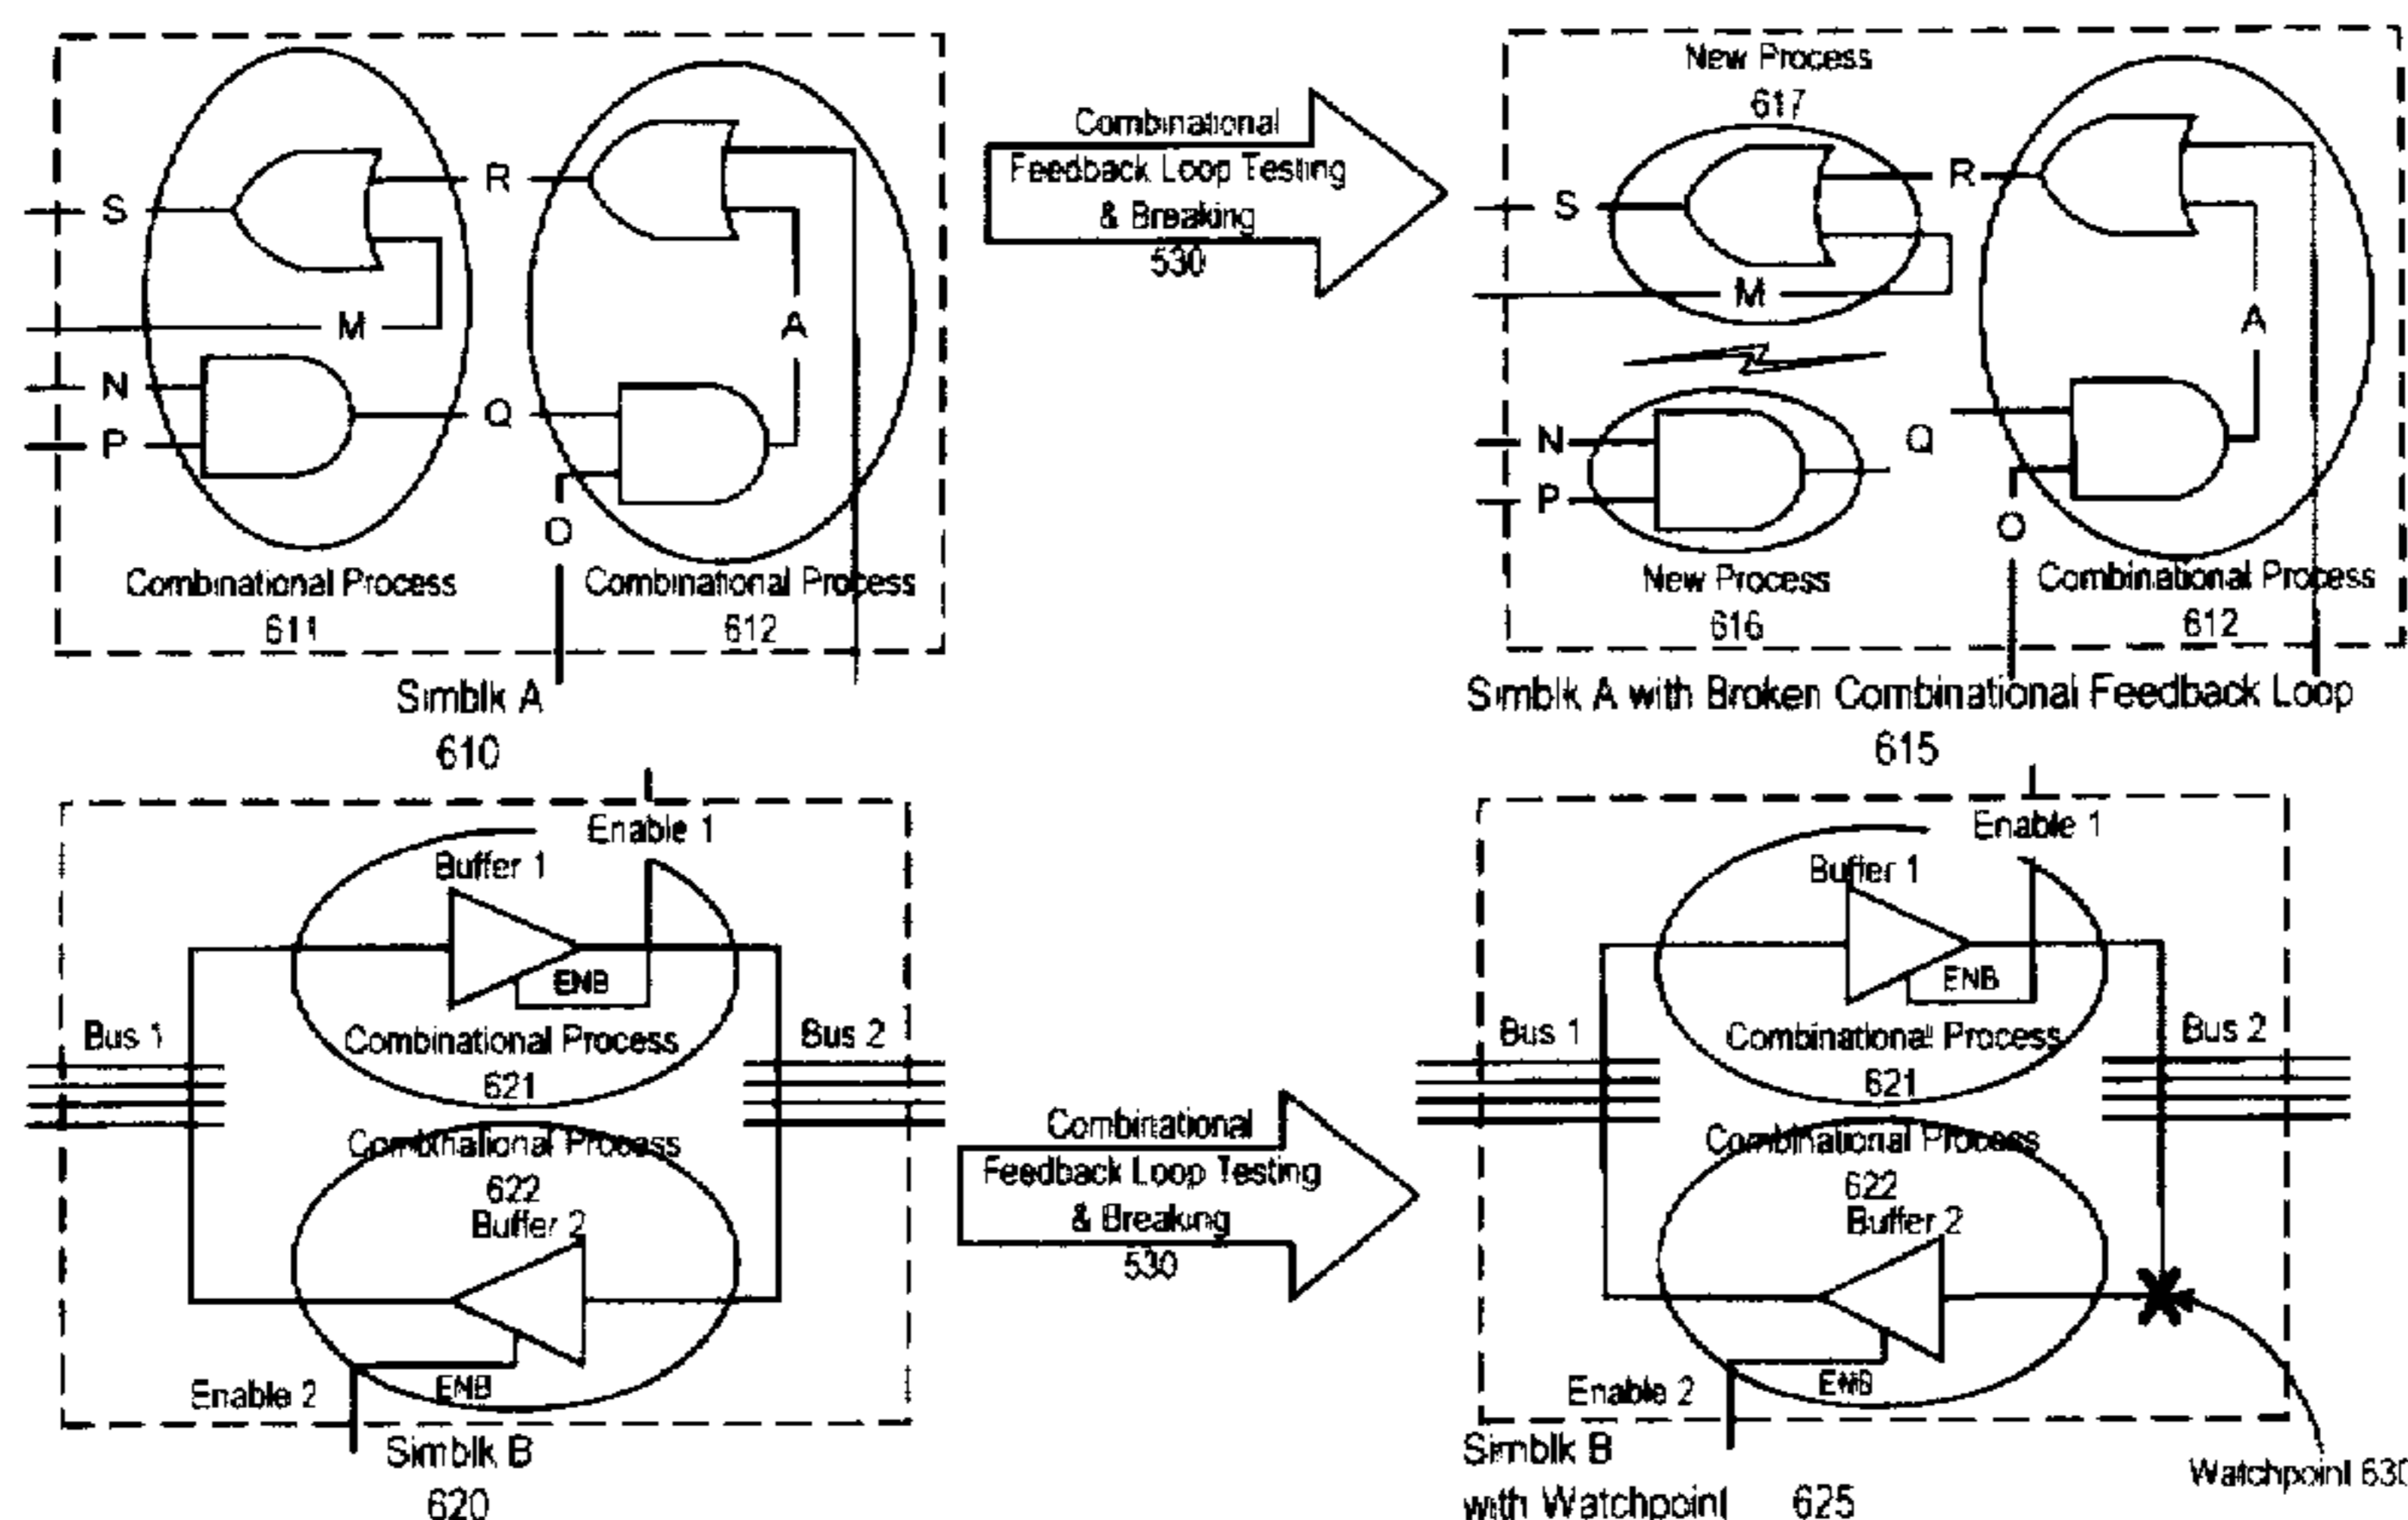 S
R
M
A
N
P
Q
O
Combinational Process
611
Combinational Process
612
Simblk A
610
Combinational
Feedback Loop Testing
& Breaking
530
New Process
617
S
R
M
A
N
P
Q
O
New Process
616
Combinational Process
612
Simblk A with Broken Combinational Feedback Loop
615
Enable 1
Buffer 1
ENB
Combinational Process
621
Bus 1
Bus 2
Combinational Process
622
Buffer 2
ENB
Enable 2
Simblk B
620
Combinational
Feedback Loop Testing
& Breaking
530
Enable 1
Buffer 1
ENB
Combinational Process
621
Bus 1
Bus 2
Combinational Process
622
Buffer 2
ENB
Enable 2
Simblk B
with Watchpoint 625
Watchpoint 630